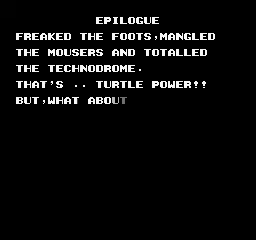 EPILOGUE
FREAKED THE FOOTS,MANGLED
THE MOUSERS AND TOTALLED
THE TECHNODROME.
THAT'S .. TURTLE POWER!!
BUT,WHAT ABOUT